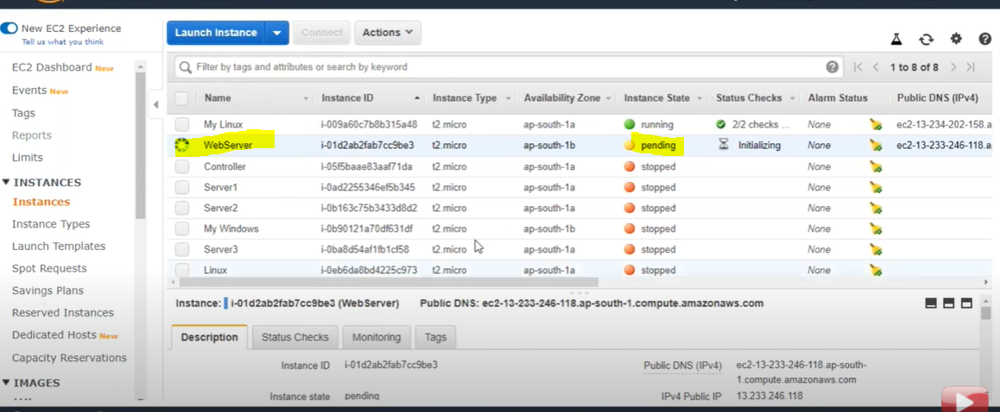 New EC2 Experience
Tell us what you think
EC2 Dashboard New
Events New
Tags
Reports
Limits
INSTANCES
Instances
Instance Types
Launch Templates
Spot Requests
Savings Plans
Reserved Instances
Dedicated Hosts New
Capacity Reservations
IMAGES
Launch Instance Connect Actions
Filter by tags and attributes or search by keyword 1 to 8 of 8
Name Instance ID Instance Type Availability Zone Instance State Status Checks Alarm Status Public DNS (IPv4)
My Linux i-009a60c7b8b315a48 t2.micro ap-south-1a running 2/2 checks ... None ec2-13-234-202-158.a
WebServer i-01d2ab2fab7cc9be3 t2.micro ap-south-1b pending Initializing None ec2-13-233-246-118.a
Controller i-05f5baae83aaf71da t2.micro ap-south-1a stopped None
Server1 i-0ad2255346ef5b345 t2.micro ap-south-1a stopped None
Server2 i-0b163c75b3433d8d2 t2.micro ap-south-1a stopped None
My Windows i-0b90121a70df631df t2.micro ap-south-1b stopped None
Server3 i-0ba8d54af1fb1cf58 t2.micro ap-south-1a stopped None
Linux i-0eb6da8bd4225c973 t2.micro ap-south-1a stopped None
Instance: i-01d2ab2fab7cc9be3 (WebServer) Public DNS: ec2-13-233-246-118.ap-south-1.compute.amazonaws.com
Description Status Checks Monitoring Tags
Instance ID i-01d2ab2fab7cc9be3 Public DNS (IPv4) ec2-13-233-246-118.ap-south-
1.compute.amazonaws.com
Instance state pending IPv4 Public IP 13.233.246.118